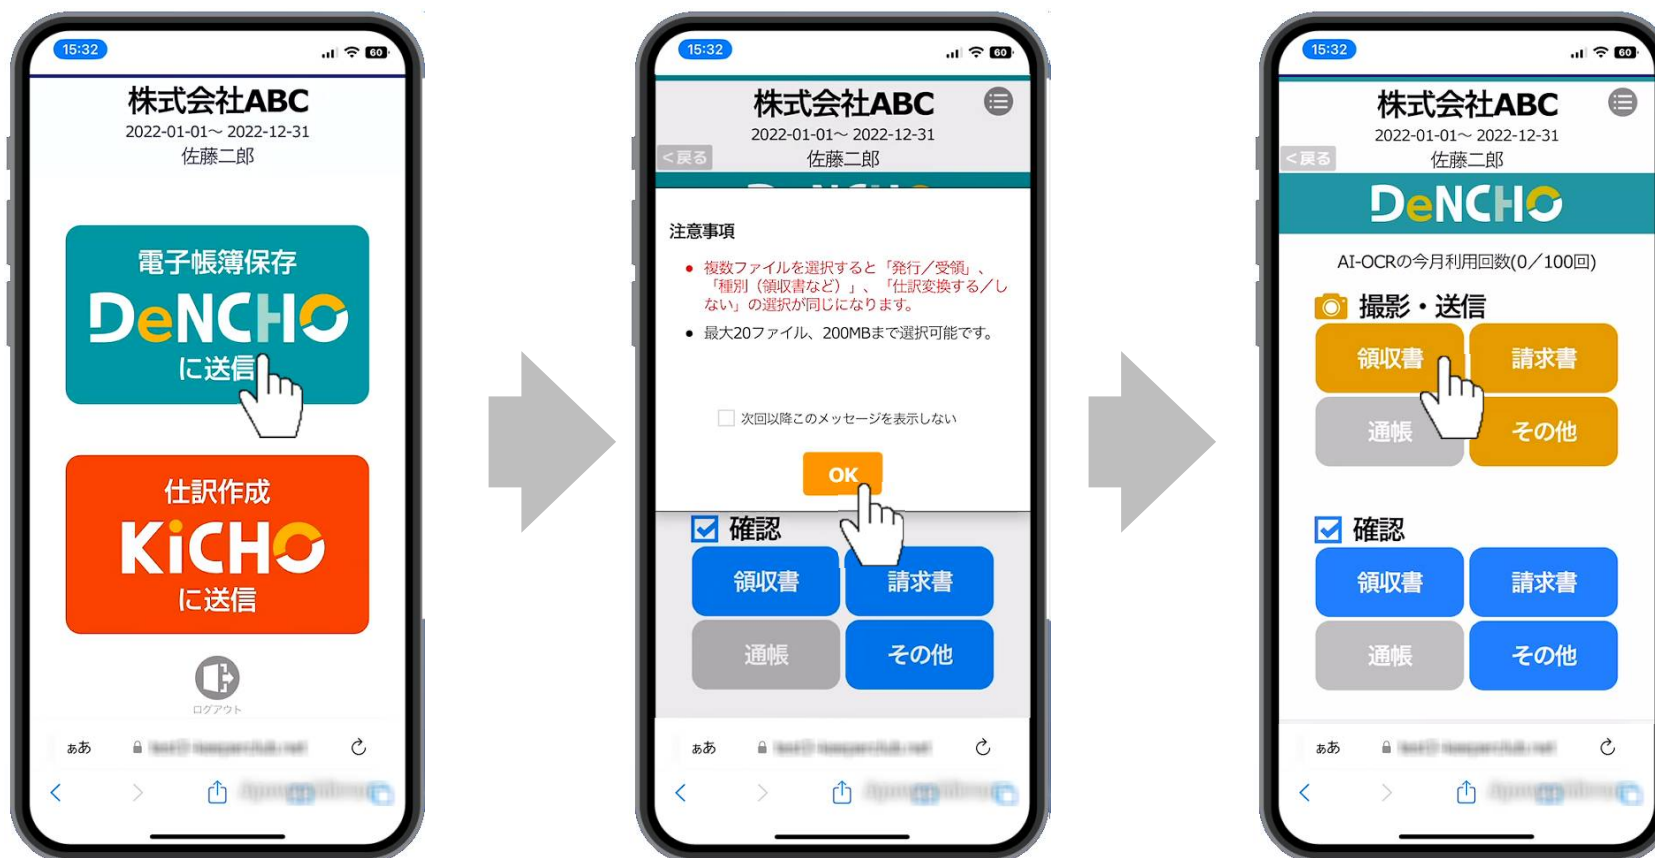 15:32
60
株式会社ABC
2022-01-01～ 2022-12-31
佐藤二郎
電子帳簿保存
DeNCHO
に送信
仕訳作成
KiCHO
に送信
ログアウト
ぁあ
15:32
60
株式会社ABC
2022-01-01～ 2022-12-31
<戻る
佐藤二郎
注意事項
● 複数ファイルを選択すると「発行／受領」、
「種別（領収書など）」、「仕訳変換する／し
ない」の選択が同じになります。
● 最大20ファイル、200MBまで選択可能です。
次回以降このメッセージを表示しない
OK
確認
領収書 請求書
通帳 その他
ぁあ
15:32
60
株式会社ABC
2022-01-01～ 2022-12-31
<戻る
佐藤二郎
DeNCHO
AI-OCRの今月利用回数(0／100回)
撮影・送信
領収書 請求書
通帳 その他
確認
領収書 請求書
通帳 その他
ぁあ